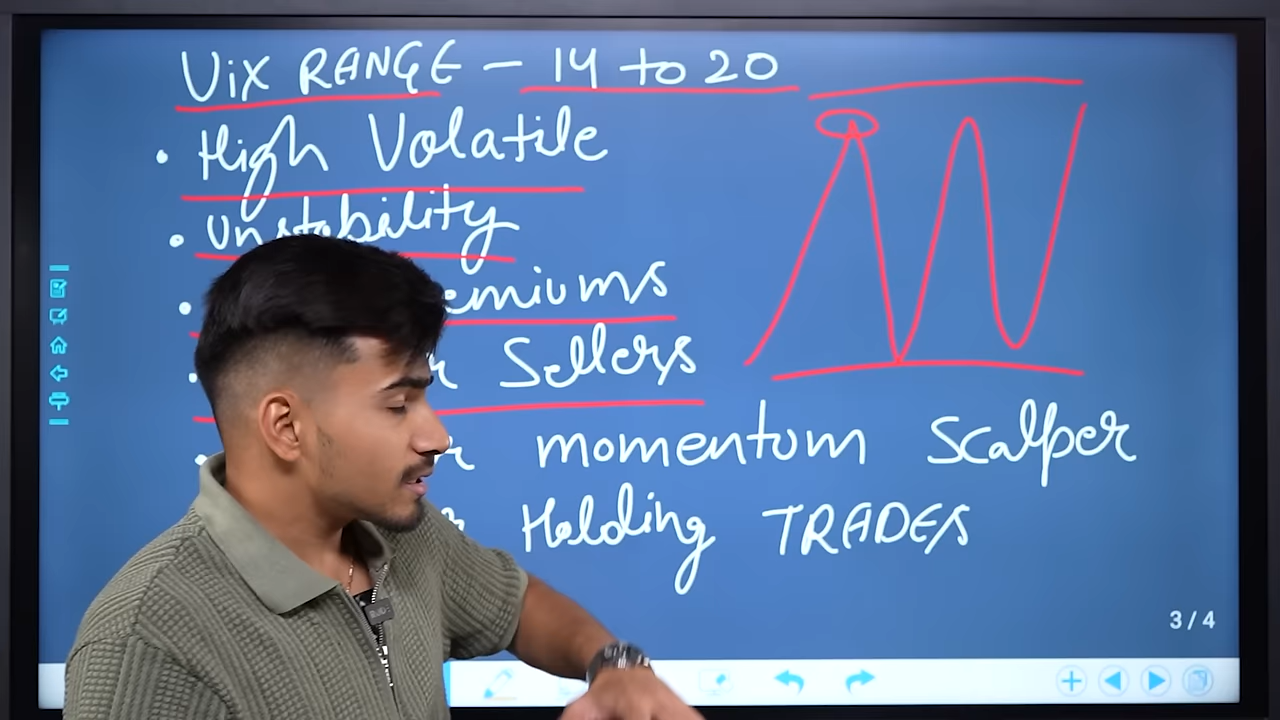 ViX RANGE - 14 to 20
• High Volatile
• Unstability
• emiums
• Sellers
• momentum Scalper
Holding TRADES
3 / 4